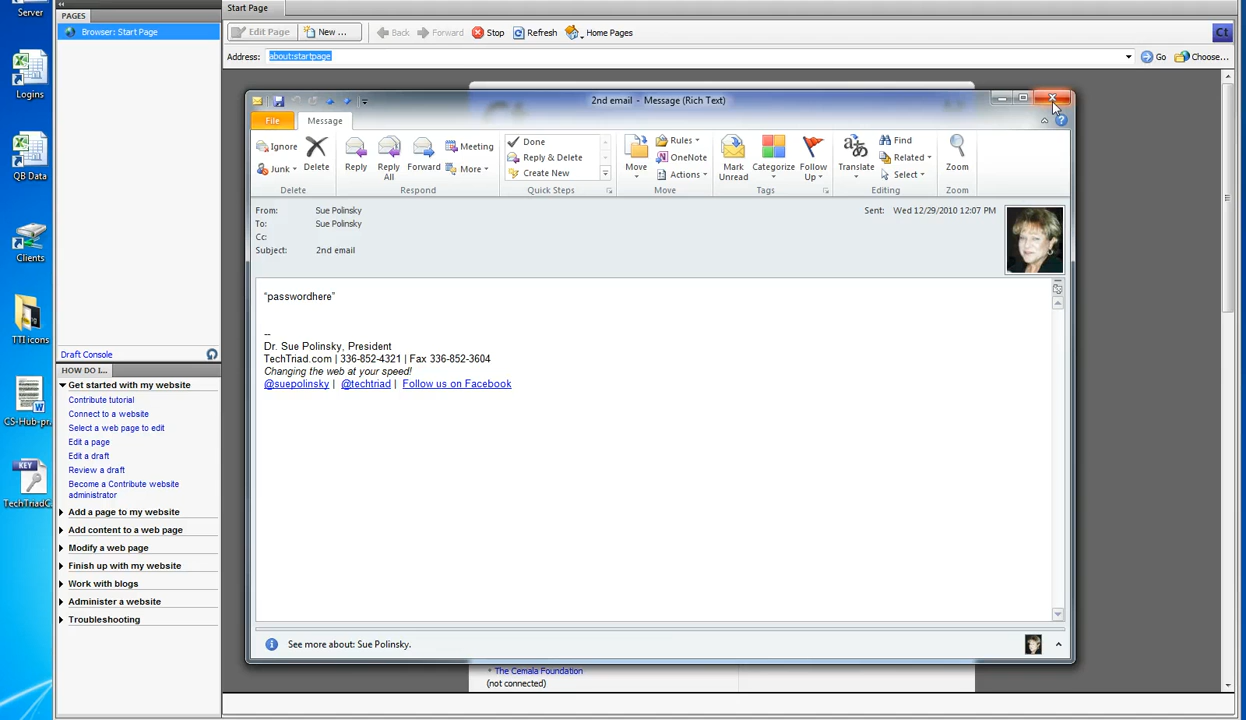 Server
Logins
QB Data
Clients
TTI icons
CS-Hub-pr...
KEY
TechTriadC
PAGES
Browser: Start Page
Draft Console
HOW DO I...
Get started with my website
Contribute tutorial
Connect to a website
Select a web page to edit
Edit a page
Edit a draft
Review a draft
Become a Contribute website
administrator
Add a page to my website
Add content to a web page
Modify a web page
Finish up with my website
Work with blogs
Administer a website
Troubleshooting
Start Page
Edit Page New ... Back Forward Stop Refresh Home Pages Ct
Address: about:startpage Go Choose...
2nd email - Message (Rich Text)
File Message
Ignore
Junk
Delete
Delete
Reply
Reply
All
Forward
Meeting
More
Respond
Done
Reply & Delete
Create New
Quick Steps
Move
Rules
OneNote
Actions
Move
Mark
Unread
Categorize
Follow
Up
Tags
Translate
Find
Related
Select
Editing
Zoom
Zoom
From: Sue Polinsky
Sent: Wed 12/29/2010 12:07 PM
To: Sue Polinsky
Cc:
Subject: 2nd email
"passwordhere"
--
Dr. Sue Polinsky, President
TechTriad.com | 336-852-4321 | Fax 336-852-3604
Changing the web at your speed!
@suepolinsky | @techtriad | Follow us on Facebook
See more about: Sue Polinsky.
The Cemala Foundation
(not connected)